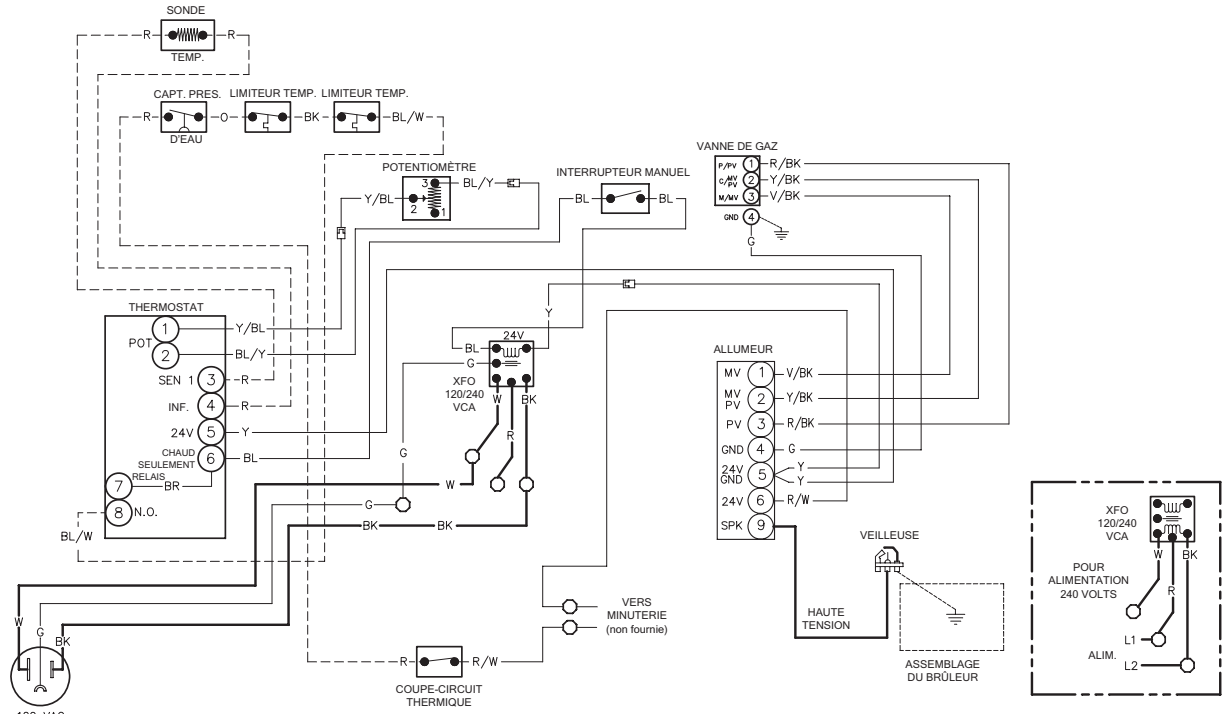 SONDE
R R
TEMP.
CAPT. PRES. LIMITEUR TEMP. LIMITEUR TEMP.
R O BK BL/W
D'EAU
POTENTIOMÈTRE
3 BL/Y
Y/BL 2 1
INTERRUPTEUR MANUEL
BL BL
VANNE DE GAZ
P/PV 1 R/BK
C/MV PV 2 Y/BK
M/MV 3 V/BK
GND 4
G
THERMOSTAT
1 Y/BL
POT
2 BL/Y
SEN 1 3 R
INF. 4 R
24V 5 Y
CHAUD
SEULEMENT
6 BL
RELAIS
7 BR
8 N.O.
BL/W
Y
24V
BL
G
XFO
120/240
VCA
W BK
R
G
W
G
BK BK
ALLUMEUR
MV 1 V/BK
MV
PV
2 Y/BK
PV 3 R/BK
GND 4 G
24V
GND
5 Y
Y
24V 6 R/W
SPK 9
VEILLEUSE
HAUTE
TENSION
ASSEMBLAGE
DU BRÛLEUR
VERS
MINUTERIE
(non fournie)
R R/W
COUPE-CIRCUIT
THERMIQUE
W
G
BK
XFO
120/240
VCA
W BK
R
POUR
ALIMENTATION
240 VOLTS
L1
ALIM.
L2